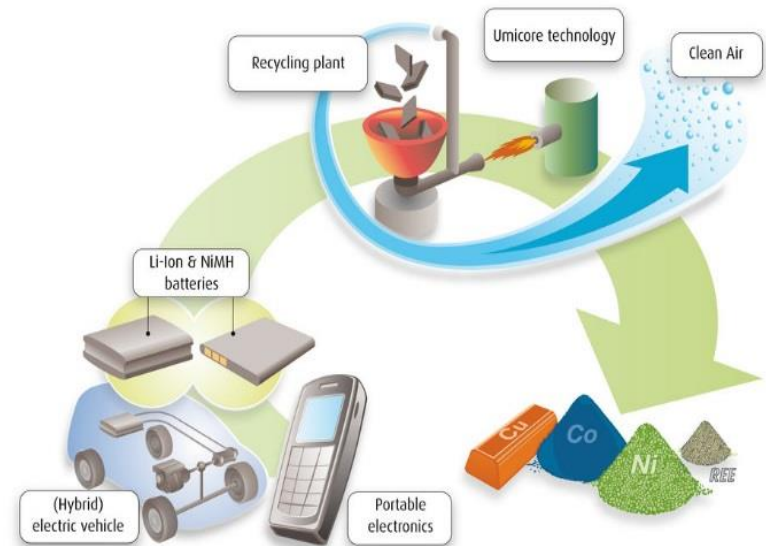 Recycling plant
Umicore technology
Clean Air
Li-Ion & NiMH
batteries
(Hybrid)
electric vehicle
Portable
electronics
Cu
Co
Ni
REE